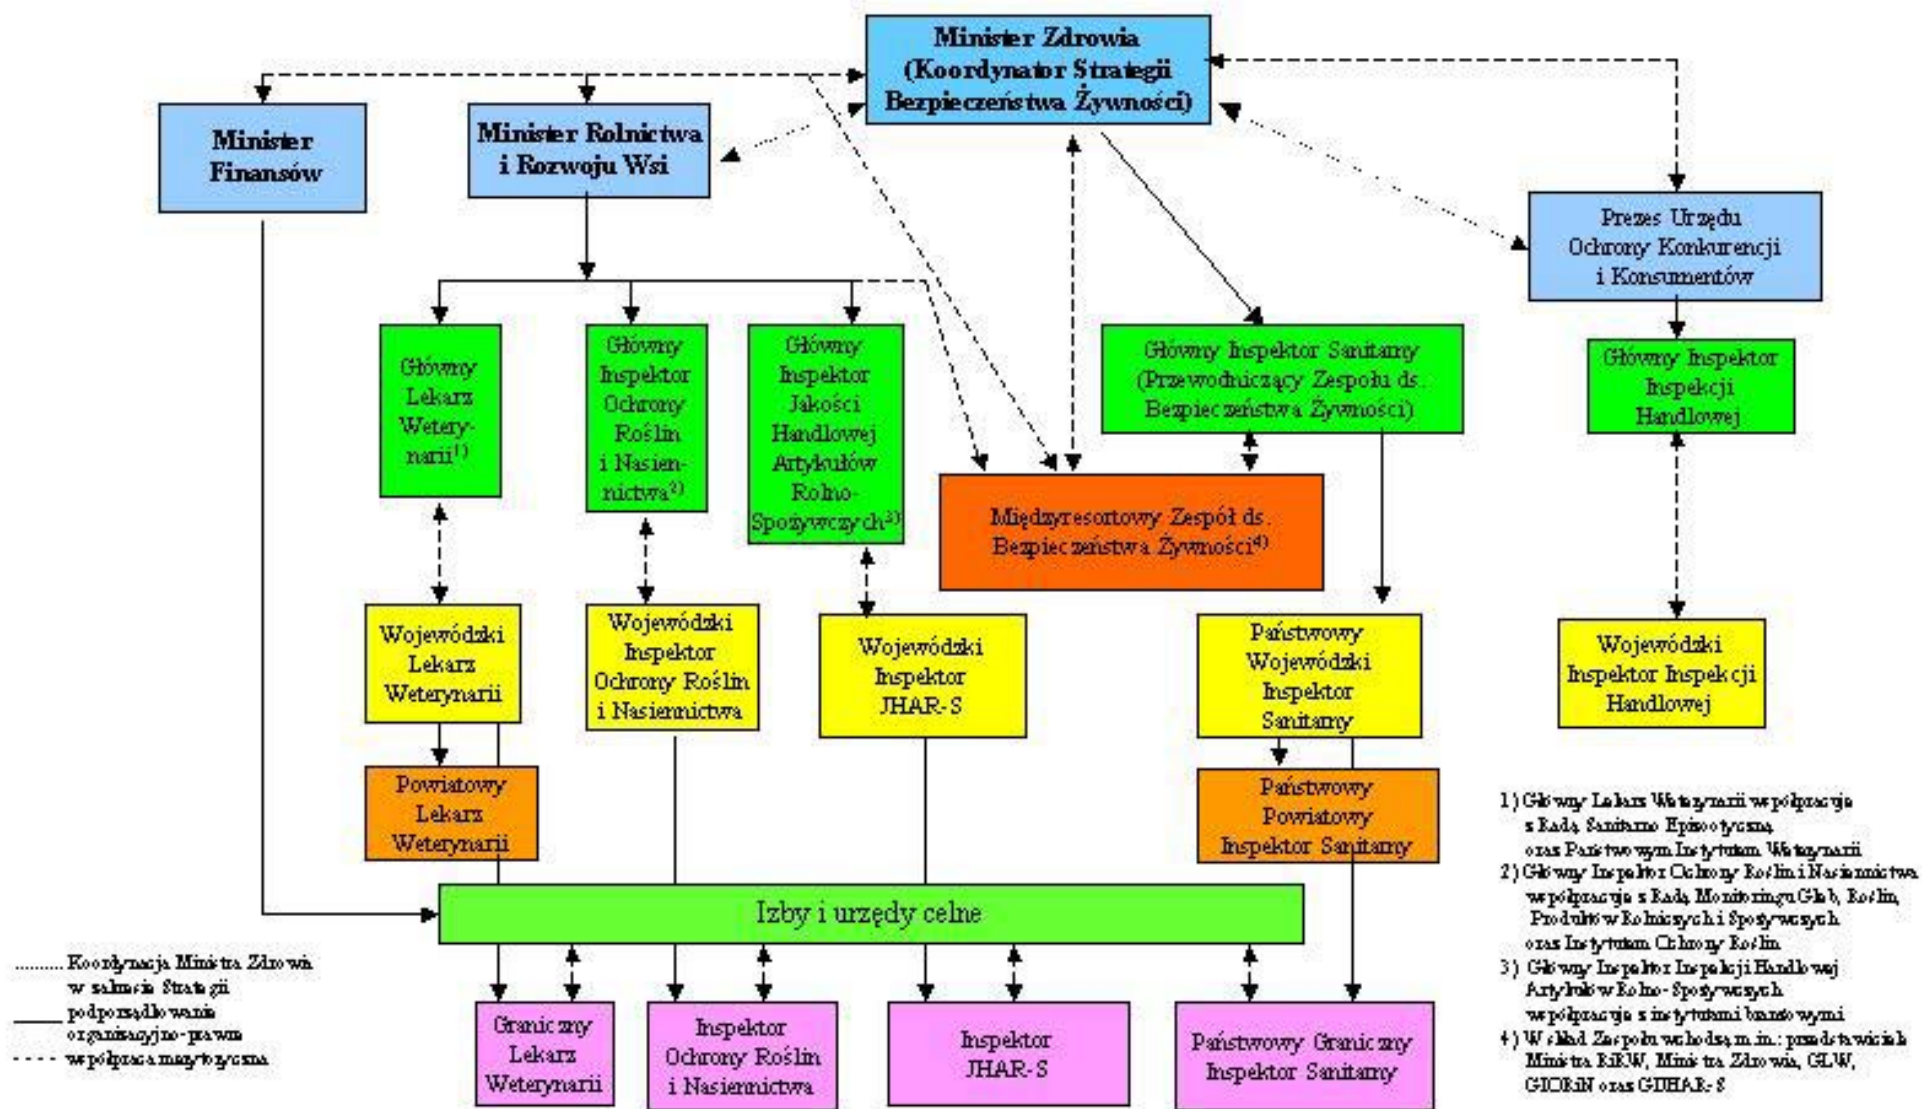 Minister Zdrowia
(Koordynator Strategii
Bezpieczeństwa Żywności)
Minister
Finansów
Minister Rolnictwa
i Rozwoju Wsi
Prezes Urzędu
Ochrony Konkurencji
i Konsumentów
Główny
Lekarz
Wetery-
narii1)
Główny
Inspektor
Ochrony
Roślin
i Nasien-
nictwa2)
Główny
Inspektor
Jakości
Handlowej
Artykułów
Rolno-
Spożywczych3)
Główny Inspektor Sanitarny
(Przewodniczący Zespołu ds.
Bezpieczeństwa Żywności)
Główny Inspektor
Inspekcji
Handlowej
Międzyresortowy Zespół ds.
Bezpieczeństwa Żywności4)
Wojewódzki
Lekarz
Weterynarii
Wojewódzki
Inspektor
Ochrony Roślin
i Nasiennictwa
Wojewódzki
Inspektor
JHAR-S
Państwowy
Wojewódzki
Inspektor
Sanitarny
Wojewódzki
Inspektor Inspekcji
Handlowej
Powiatowy
Lekarz
Weterynarii
Państwowy
Powiatowy
Inspektor Sanitarny
Izby i urzędy celne
Graniczny
Lekarz
Weterynarii
Inspektor
Ochrony Roślin
i Nasiennictwa
Inspektor
JHAR-S
Państwowy Graniczny
Inspektor Sanitarny
Koordynacja Ministra Zdrowia
w zakresie Strategii
podporządkowanie
organizacyjno-prawne
współpraca merytoryczna
1) Główny Lekarz Weterynarii współpracuje
z Radą Sanitarno Epizootyczną
oraz Państwowym Instytutem Weterynarii
2) Główny Inspektor Ochrony Roślin i Nasiennictwa
współpracuje z Radą Monitoringu Gleb, Roślin,
Produktów Rolniczych i Spożywczych
oraz Instytutem Ochrony Roślin
3) Główny Inspektor Inspekcji Handlowej
Artykułów Rolno-Spożywczych
współpracuje z instytutami branżowymi
4) W skład Zespołu wchodzą m.in.: przedstawiciele
Ministra RiRW, Ministra Zdrowia, GLW,
GIORiN oraz GIJHAR-S